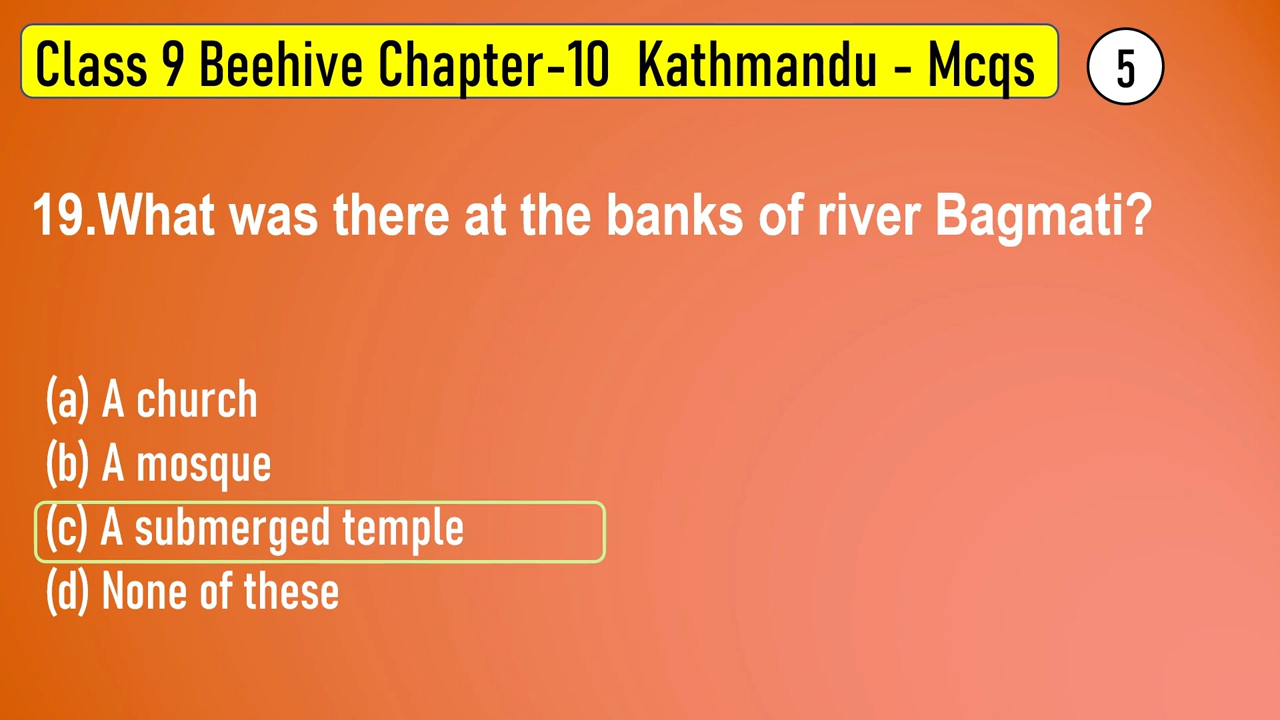 Class 9 Beehive Chapter-10 Kathmandu - Mcqs
5
19.What was there at the banks of river Bagmati?
(a) A church
(b) A mosque
(c) A submerged temple
(d) None of these